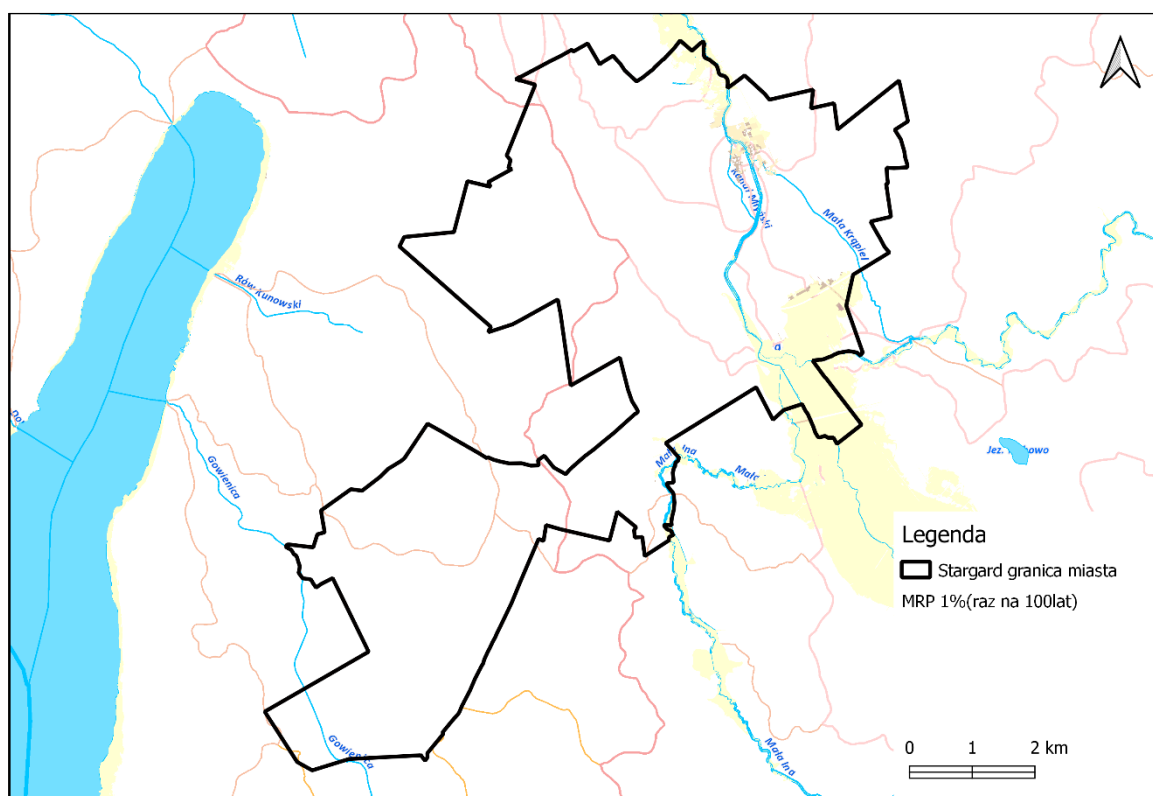 Kanał Młyński
Mała Krąpiel
Rów Kunowski
a
Gowienica
Mała Ina
Jez.
Legenda
Stargard granica miasta
MRP 1%(raz na 100lat)
Gowienica
Mała Ina
0 1 2 km